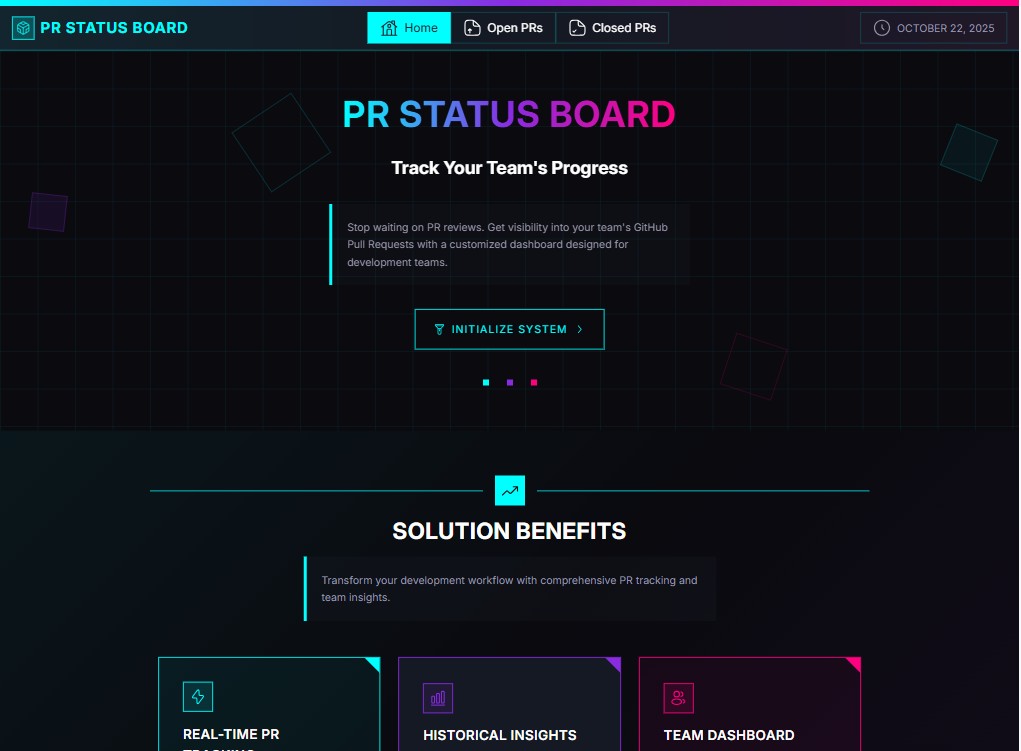 PR STATUS BOARD
Home
Open PRs
Closed PRs
OCTOBER 22, 2025
PR STATUS BOARD
Track Your Team's Progress
Stop waiting on PR reviews. Get visibility into your team's GitHub
Pull Requests with a customized dashboard designed for
development teams.
INITIALIZE SYSTEM
SOLUTION BENEFITS
Transform your development workflow with comprehensive PR tracking and
team insights.
REAL-TIME PR
TRACKING
HISTORICAL INSIGHTS
TEAM DASHBOARD